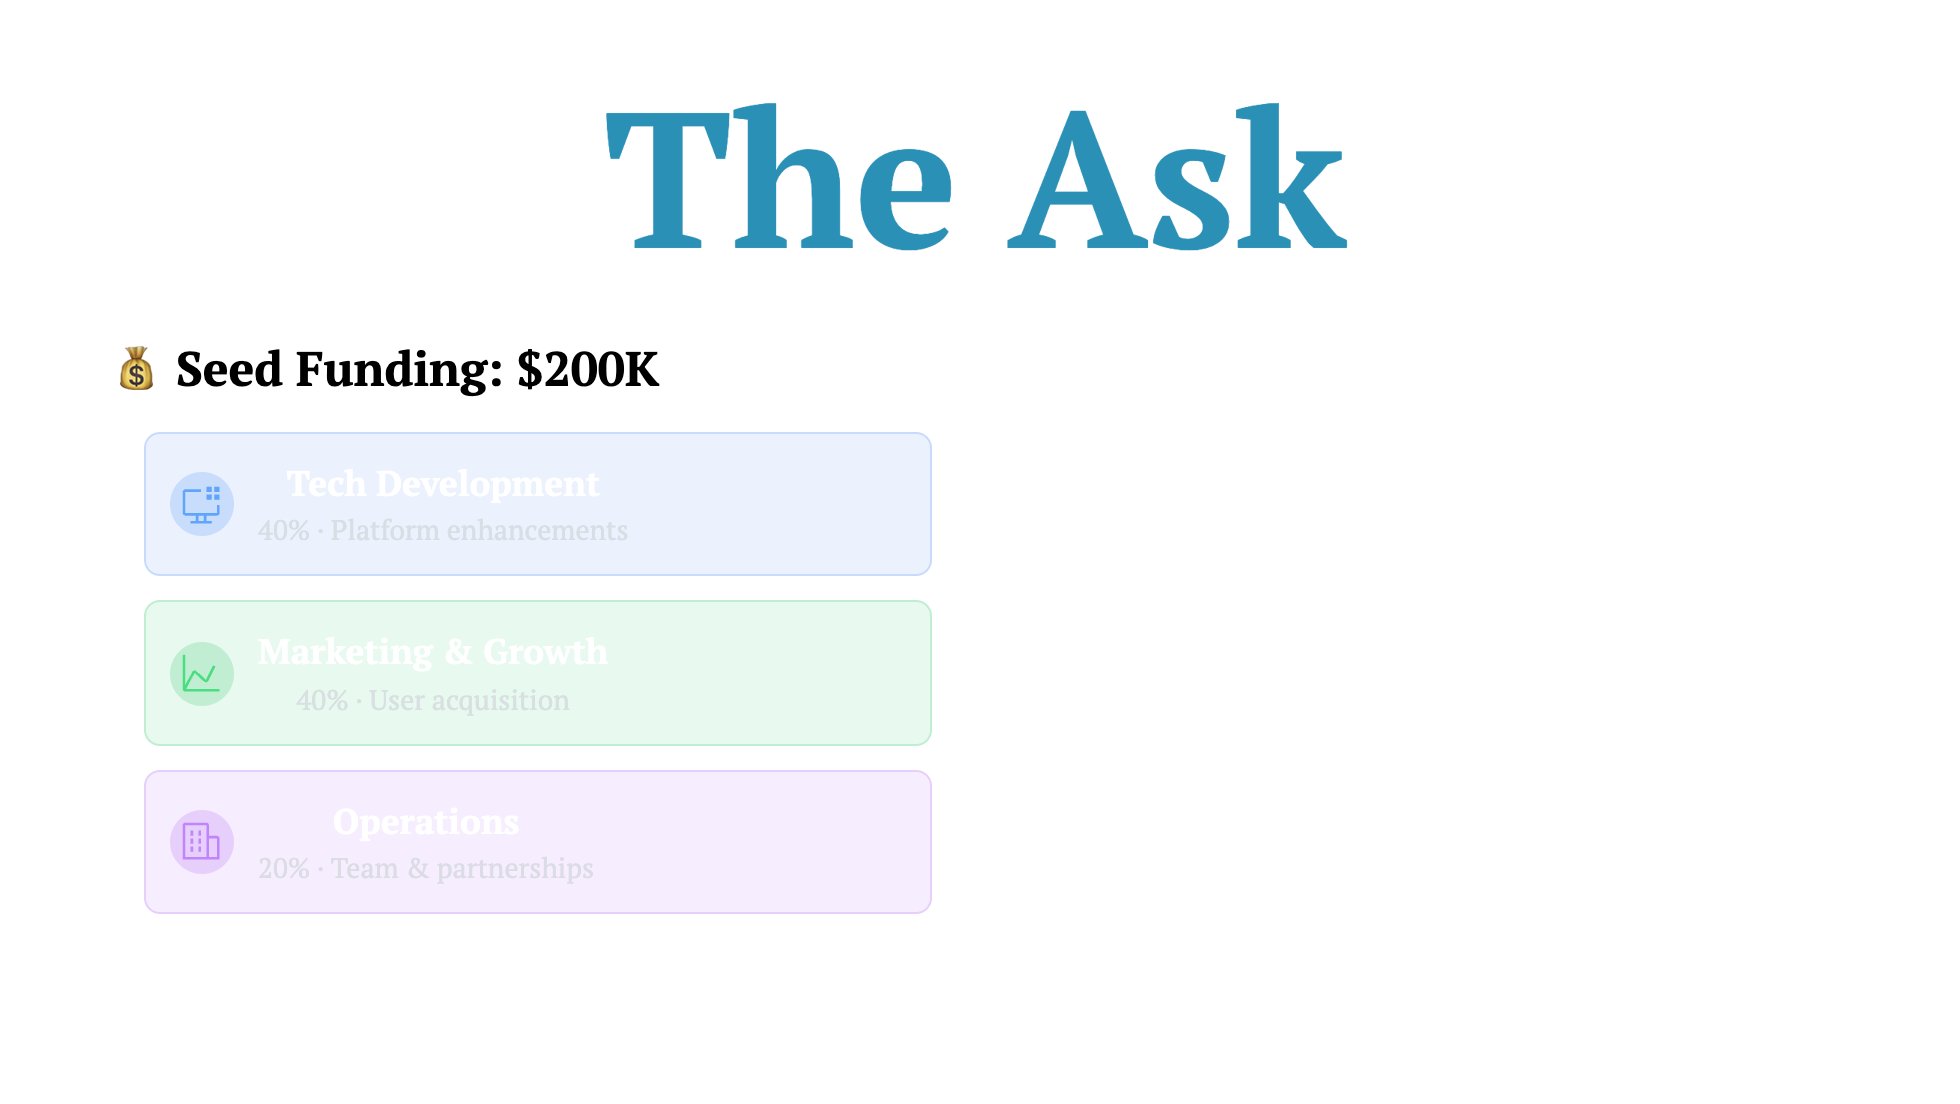 The Ask
💰 Seed Funding: $200K
Tech Development
40% · Platform enhancements
Marketing & Growth
40% · User acquisition
Operations
20% · Team & partnerships